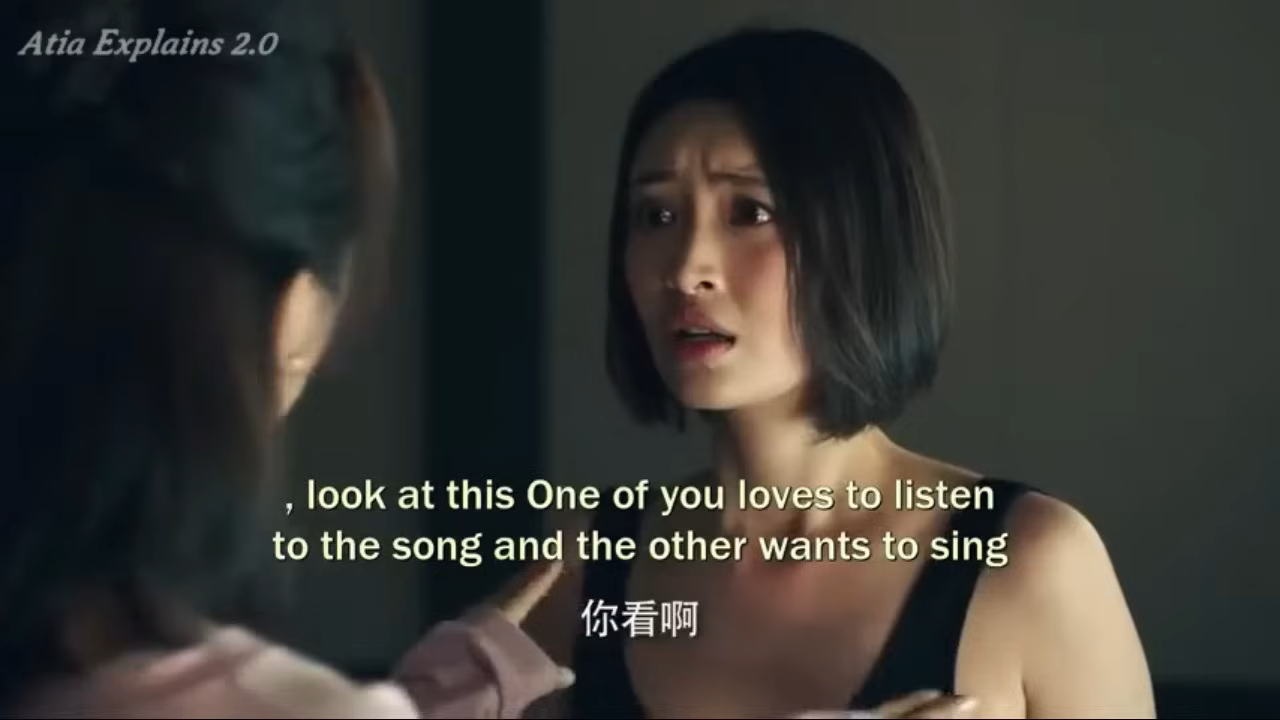 Atia Explains 2.0
, look at this One of you loves to listen
to the song and the other wants to sing
你看啊